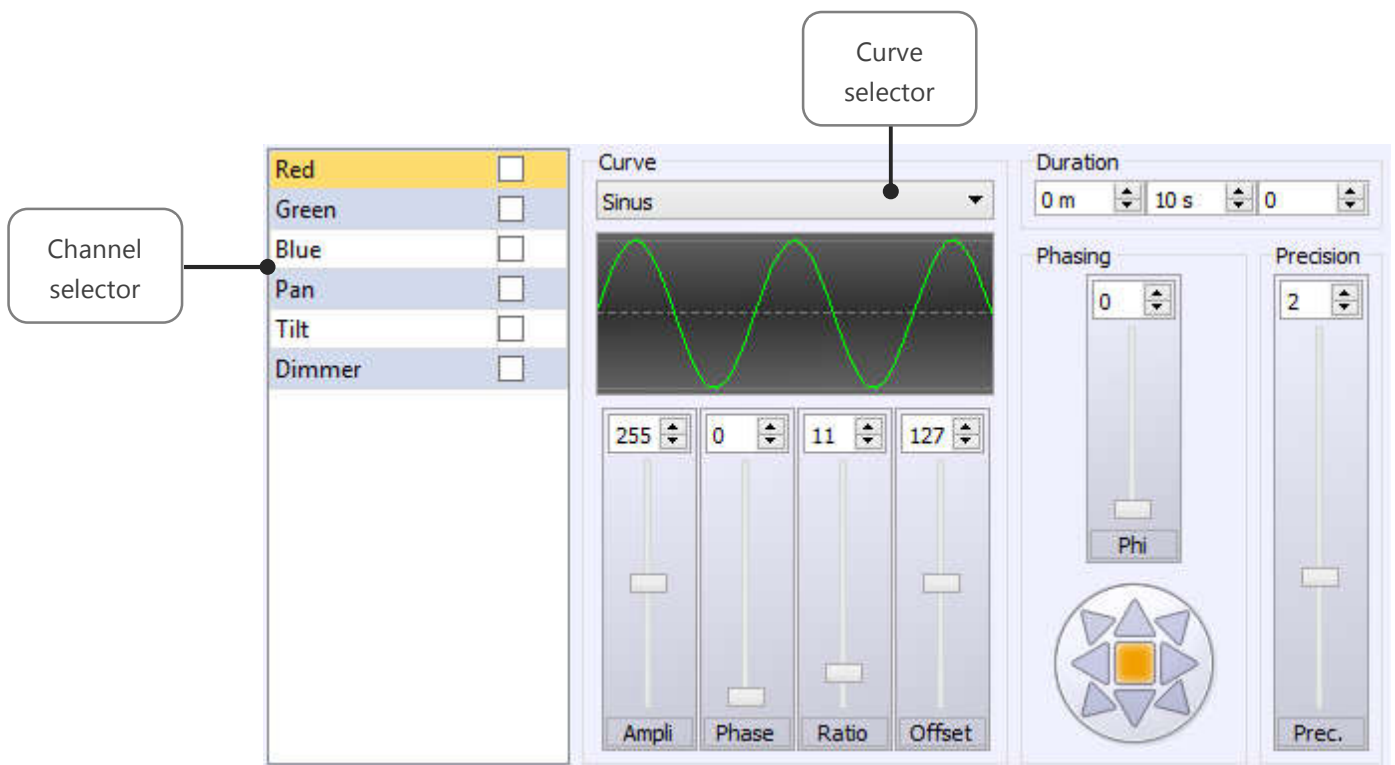 Curve
selector
Channel
selector
Red
Green
Blue
Pan
Tilt
Dimmer
Curve
Sinus
255
0
11
127
Ampli
Phase
Ratio
Offset
Duration
0 m
10 s
0
Phasing
0
Phi
Precision
2
Prec.